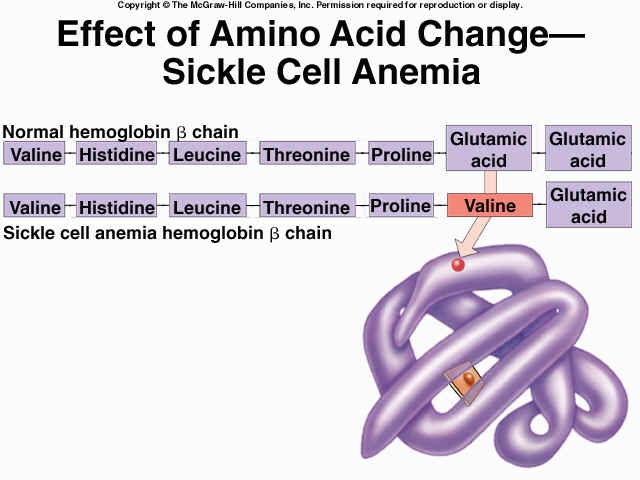 Copyright © The McGraw-Hill Companies, Inc. Permission required for reproduction or display.
Effect of Amino Acid Change—
Sickle Cell Anemia
Normal hemoglobin β chain
Valine Histidine Leucine Threonine Proline Glutamic acid Glutamic acid
Valine Histidine Leucine Threonine Proline Valine Glutamic acid
Sickle cell anemia hemoglobin β chain